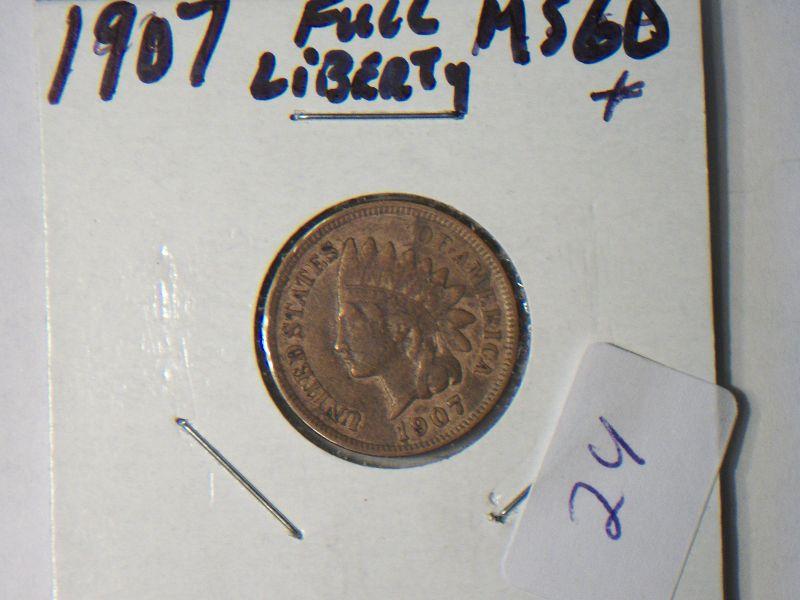 1907 FULL MS60
LiBERTy +
UNITED STATES OF AMERICA
1907
24